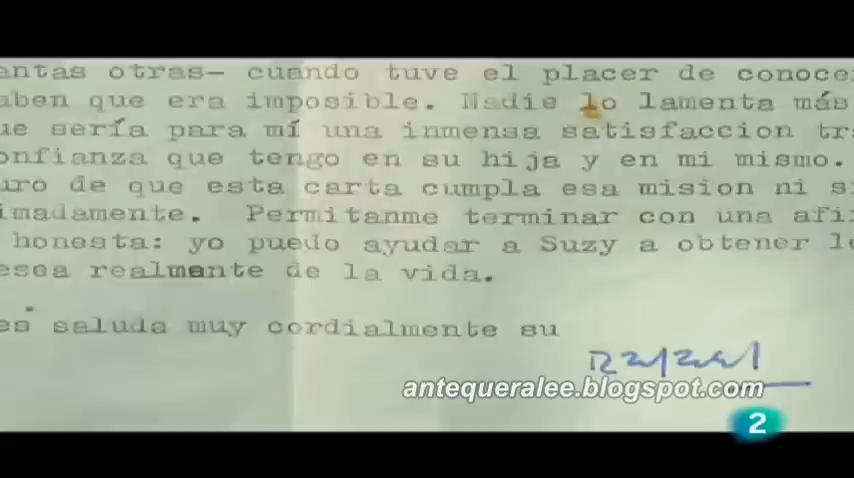 antas otras— cuando tuve el placer de conoce
aben que era imposible. Nadie lo lamenta más
ue sería para mí una inmensa satisfaccion tra
onfianza que tengo en su hija y en mi mismo.
uro de que esta carta cumpla esa mision ni s
imadamente. Permitanme terminar con una afi
honesta: yo puedo ayudar a Suzy a obtener l
esea realmente de la vida.
es saluda muy cordialmente su
Rafael
antequeralee.blogspot.com
2